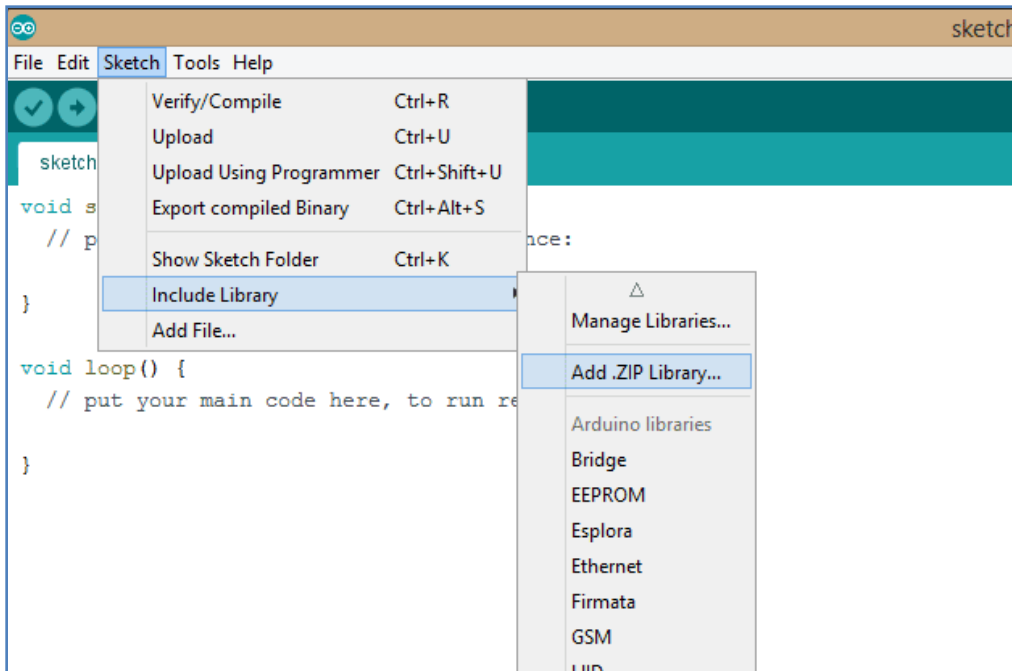 sketch
File Edit Sketch Tools Help
Verify/Compile Ctrl+R
Upload Ctrl+U
Upload Using Programmer Ctrl+Shift+U
Export compiled Binary Ctrl+Alt+S
Show Sketch Folder Ctrl+K
Include Library
Add File...
Manage Libraries...
Add .ZIP Library...
Arduino libraries
Bridge
EEPROM
Esplora
Ethernet
Firmata
GSM
sketch
void s
// p nce:
}
void loop() {
// put your main code here, to run re
}